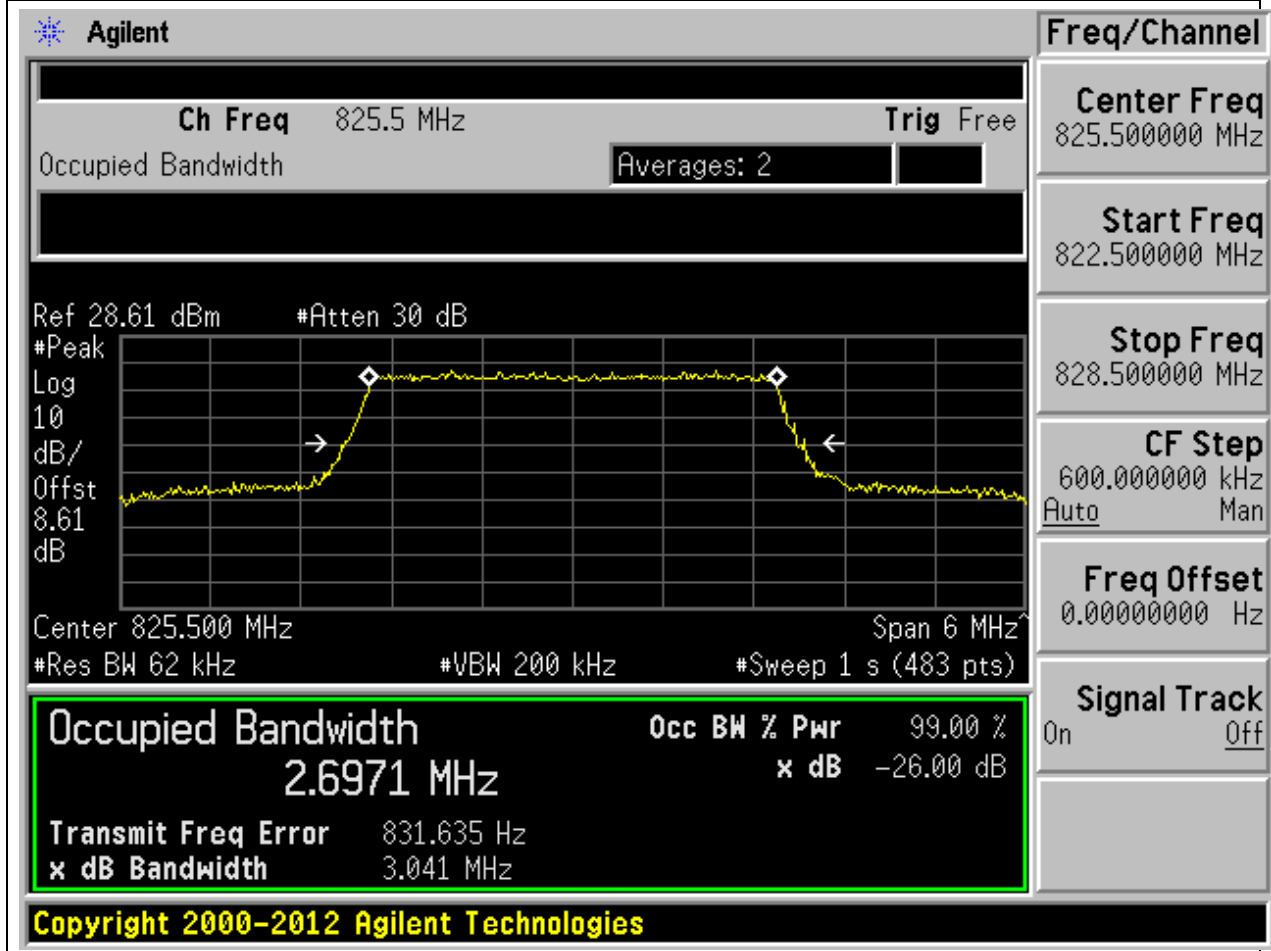 Agilent
Freq/Channel
Ch Freq 825.5 MHz Trig Free
Occupied Bandwidth Averages: 2
Center Freq
825.500000 MHz
Start Freq
822.500000 MHz
Stop Freq
828.500000 MHz
CF Step
600.000000 kHz
Auto Man
Freq Offset
0.00000000 Hz
Signal Track
On Off
Ref 28.61 dBm #Atten 30 dB
#Peak
Log
10
dB/
Offst
8.61
dB
Center 825.500 MHz Span 6 MHz^
#Res BW 62 kHz #VBW 200 kHz #Sweep 1 s (483 pts)
Occupied Bandwidth
2.6971 MHz
Occ BW % Pwr 99.00 %
x dB -26.00 dB
Transmit Freq Error 831.635 Hz
x dB Bandwidth 3.041 MHz
Copyright 2000-2012 Agilent Technologies